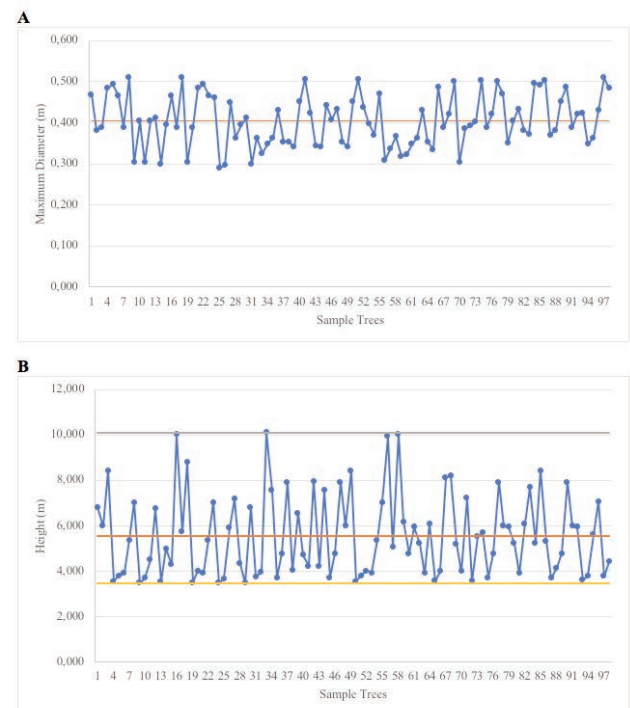 A
0,600
0,500
0,400
0,300
0,200
0,100
0,000
Maximum Diameter (m)
1 4 7 10 13 16 19 22 25 28 31 34 37 40 43 46 49 52 55 58 61 64 67 70 73 76 79 82 85 88 91 94 97
Sample Trees
B
12,000
10,000
8,000
6,000
4,000
2,000
0,000
Height (m)
1 4 7 10 13 16 19 22 25 28 31 34 37 40 43 46 49 52 55 58 61 64 67 70 73 76 79 82 85 88 91 94 97
Sample Trees